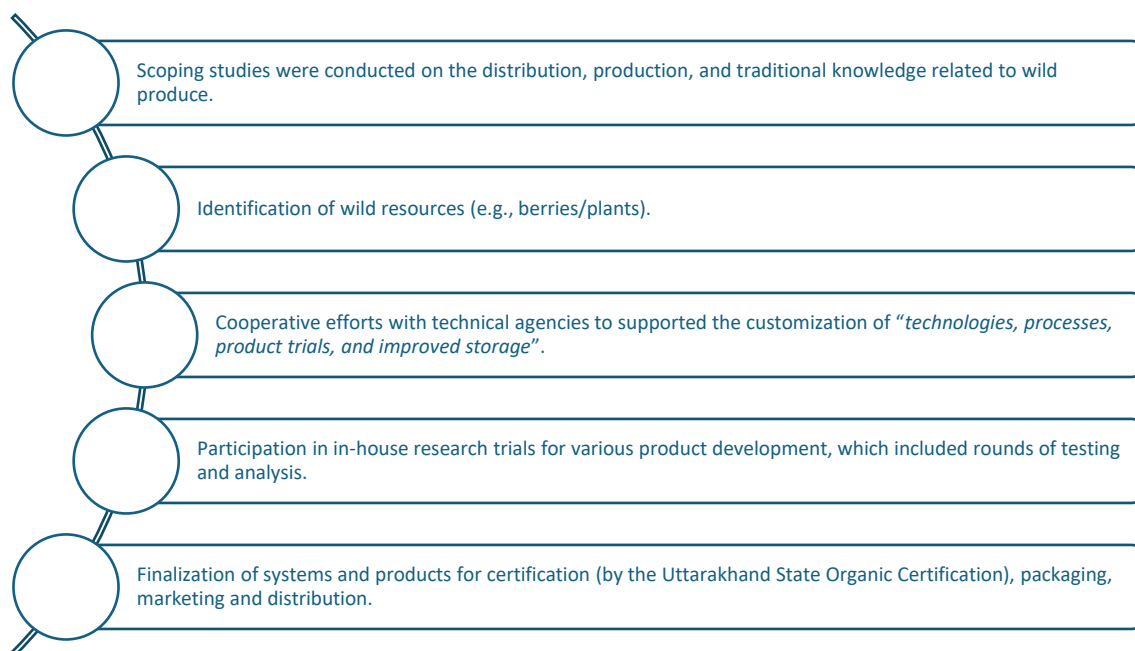 Scoping studies were conducted on the distribution, production, and traditional knowledge related to wild
produce.
Identification of wild resources (e.g., berries/plants).
Cooperative efforts with technical agencies to supported the customization of “technologies, processes,
product trials, and improved storage”.
Participation in in-house research trials for various product development, which included rounds of testing
and analysis.
Finalization of systems and products for certification (by the Uttarakhand State Organic Certification), packaging,
marketing and distribution.